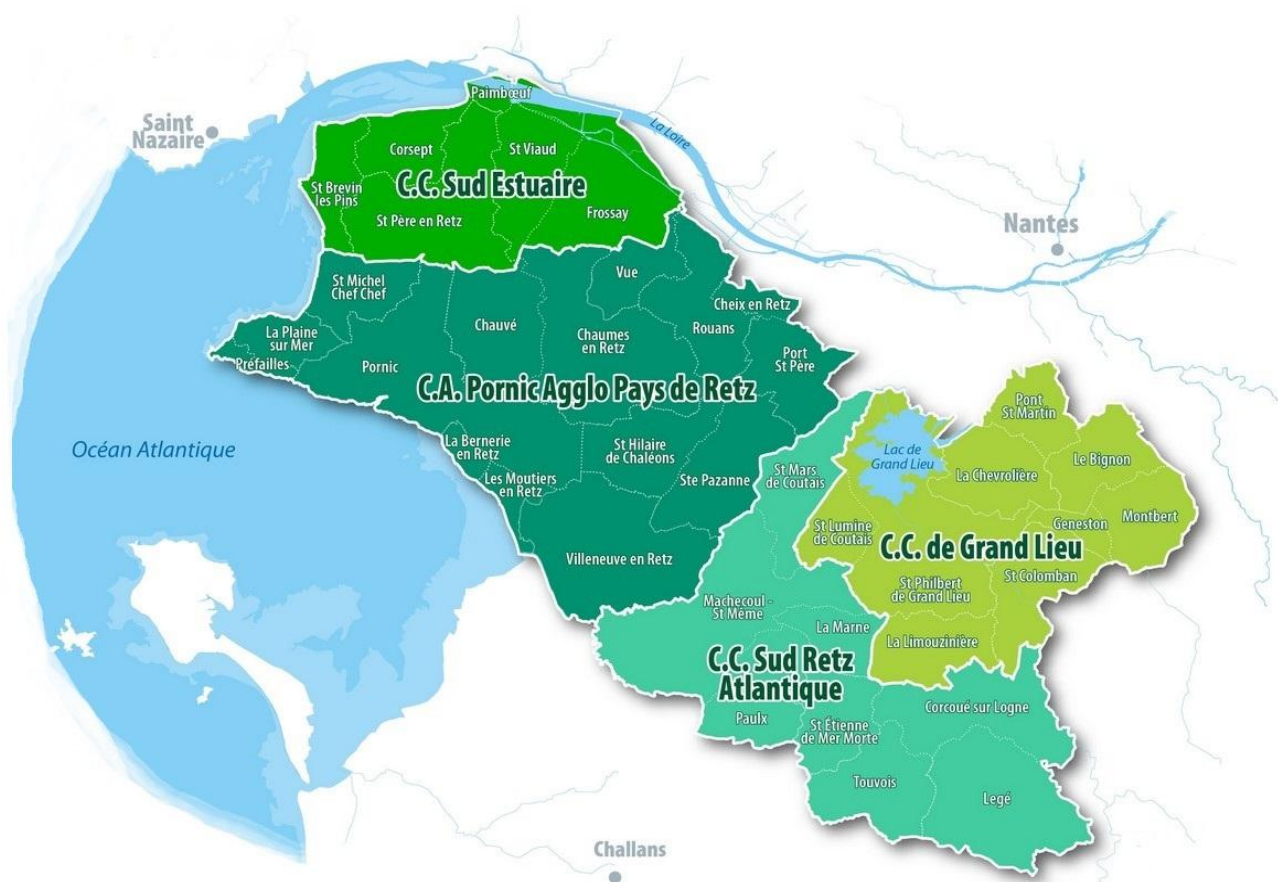 Paimbœuf
La Loire
Saint
Nazaire
Corsept
St Viaud
C.C. Sud Estuaire
St Brevin
les Pins
St Père en Retz
Frossay
Nantes
Vue
St Michel
Chef Chef
Cheix en Retz
La Plaine
sur Mer
Chauvé
Chaumes
en Retz
Rouans
Préfailles
Pornic
Port
St Père
C.A. Pornic Agglo Pays de Retz
Pont
St Martin
Océan Atlantique
La Bernerie
en Retz
St Hilaire
de Chaléons
Lac de
Grand Lieu
Le Bignon
La Chevrolière
Les Moutiers
en Retz
Ste Pazanne
St Mars
de Coutais
Montbert
Geneston
St Lumine
de Coutais
C.C. de Grand Lieu
Villeneuve en Retz
St Colomban
St Philbert
de Grand Lieu
Machecoul -
St Même
La Marne
La Limouzinière
C.C. Sud Retz
Atlantique
Corcoué sur Logne
Paulx
St Étienne
de Mer Morte
Touvois
Legé
Challans